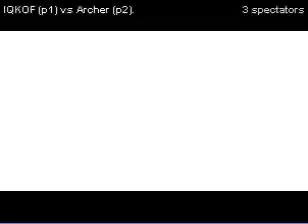 IQKOF (p1) vs Archer (p2).
3 spectators